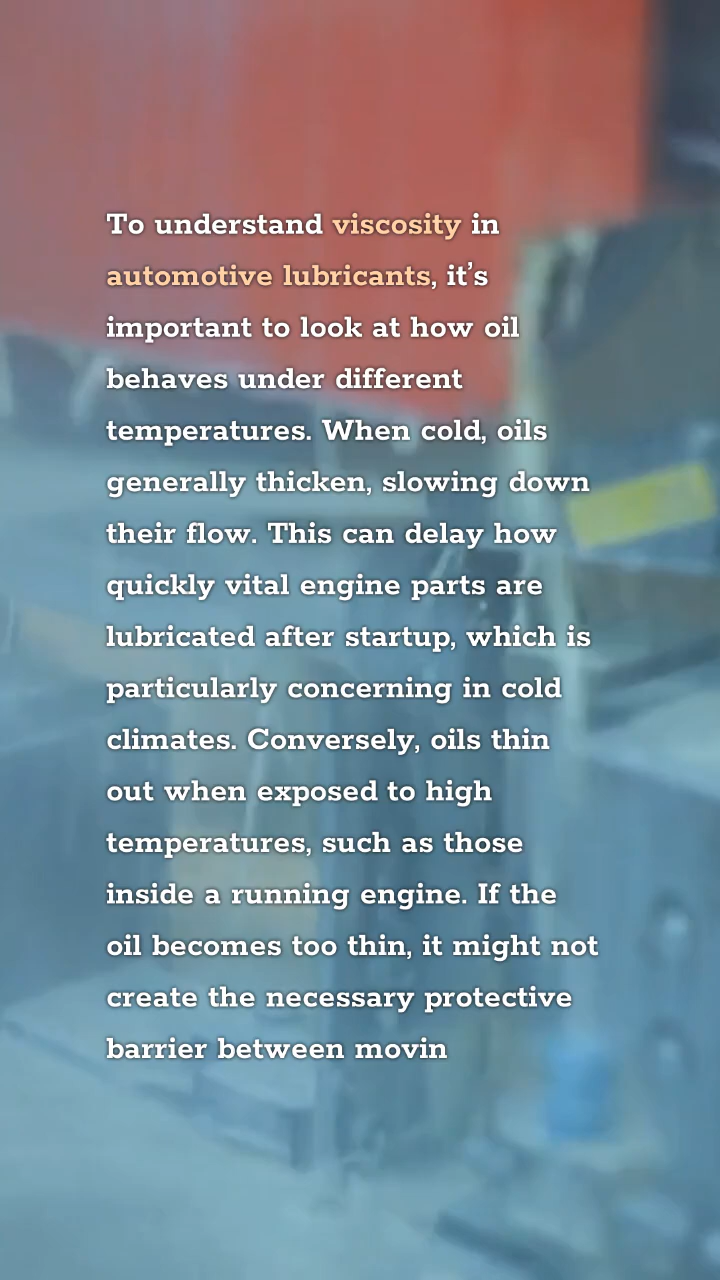 To understand viscosity in
automotive lubricants, it’s
important to look at how oil
behaves under different
temperatures. When cold, oils
generally thicken, slowing down
their flow. This can delay how
quickly vital engine parts are
lubricated after startup, which is
particularly concerning in cold
climates. Conversely, oils thin
out when exposed to high
temperatures, such as those
inside a running engine. If the
oil becomes too thin, it might not
create the necessary protective
barrier between movin